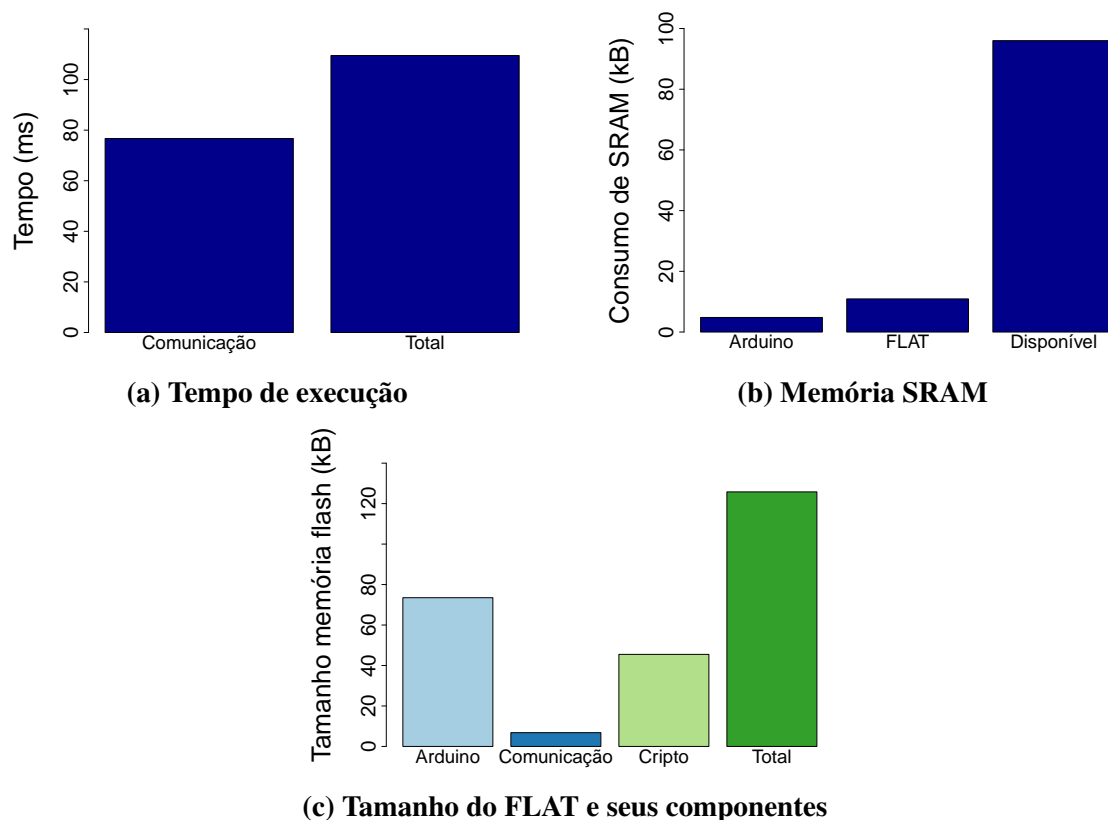 Tempo (ms)
0
20
40
60
80
100
Comunicação
Total
(a) Tempo de execução
Consumo de SRAM (kB)
0
20
40
60
80
100
Arduino
FLAT
Disponível
(b) Memória SRAM
Tamanho memória flash (kB)
0
20
40
60
80
120
Arduino
Comunicação
Cripto
Total
(c) Tamanho do FLAT e seus componentes